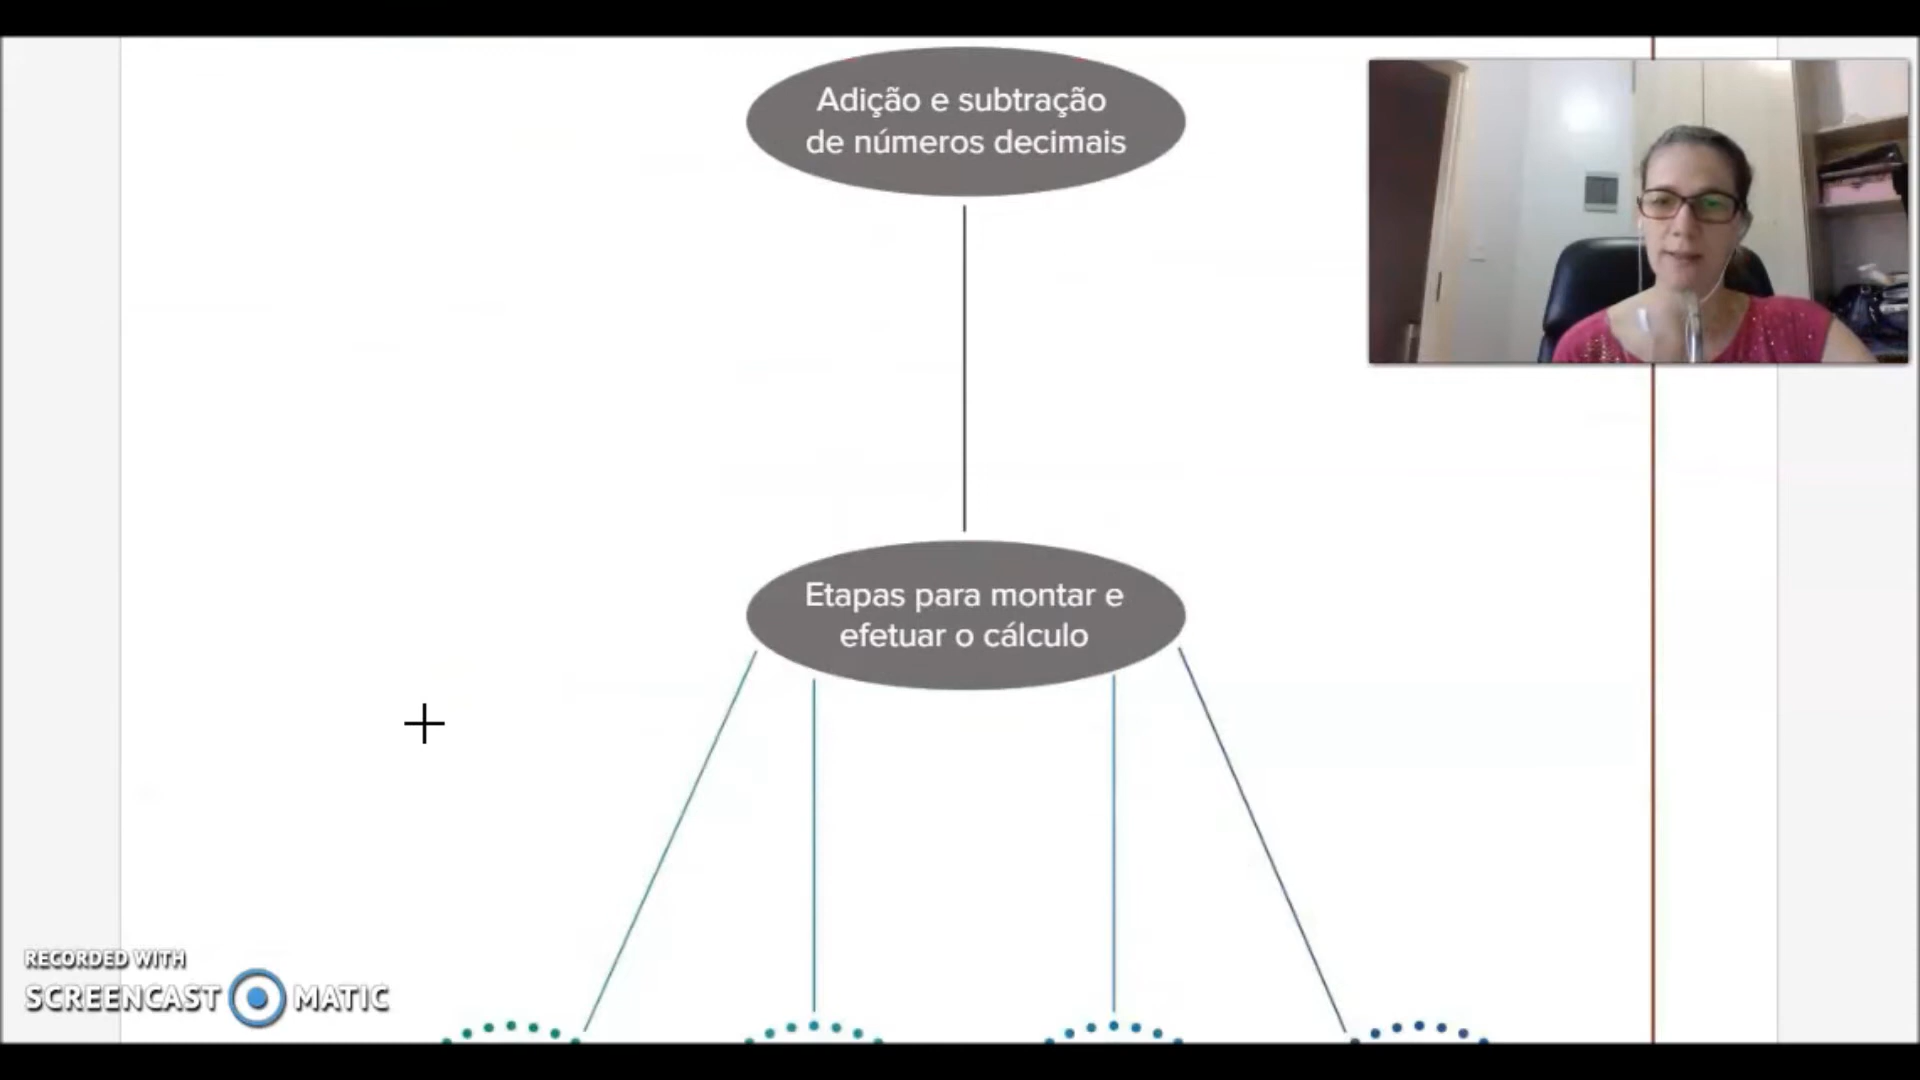 Adição e subtração
de números decimais
Etapas para montar e
efetuar o cálculo
RECORDED WITH
SCREENCAST MATIC